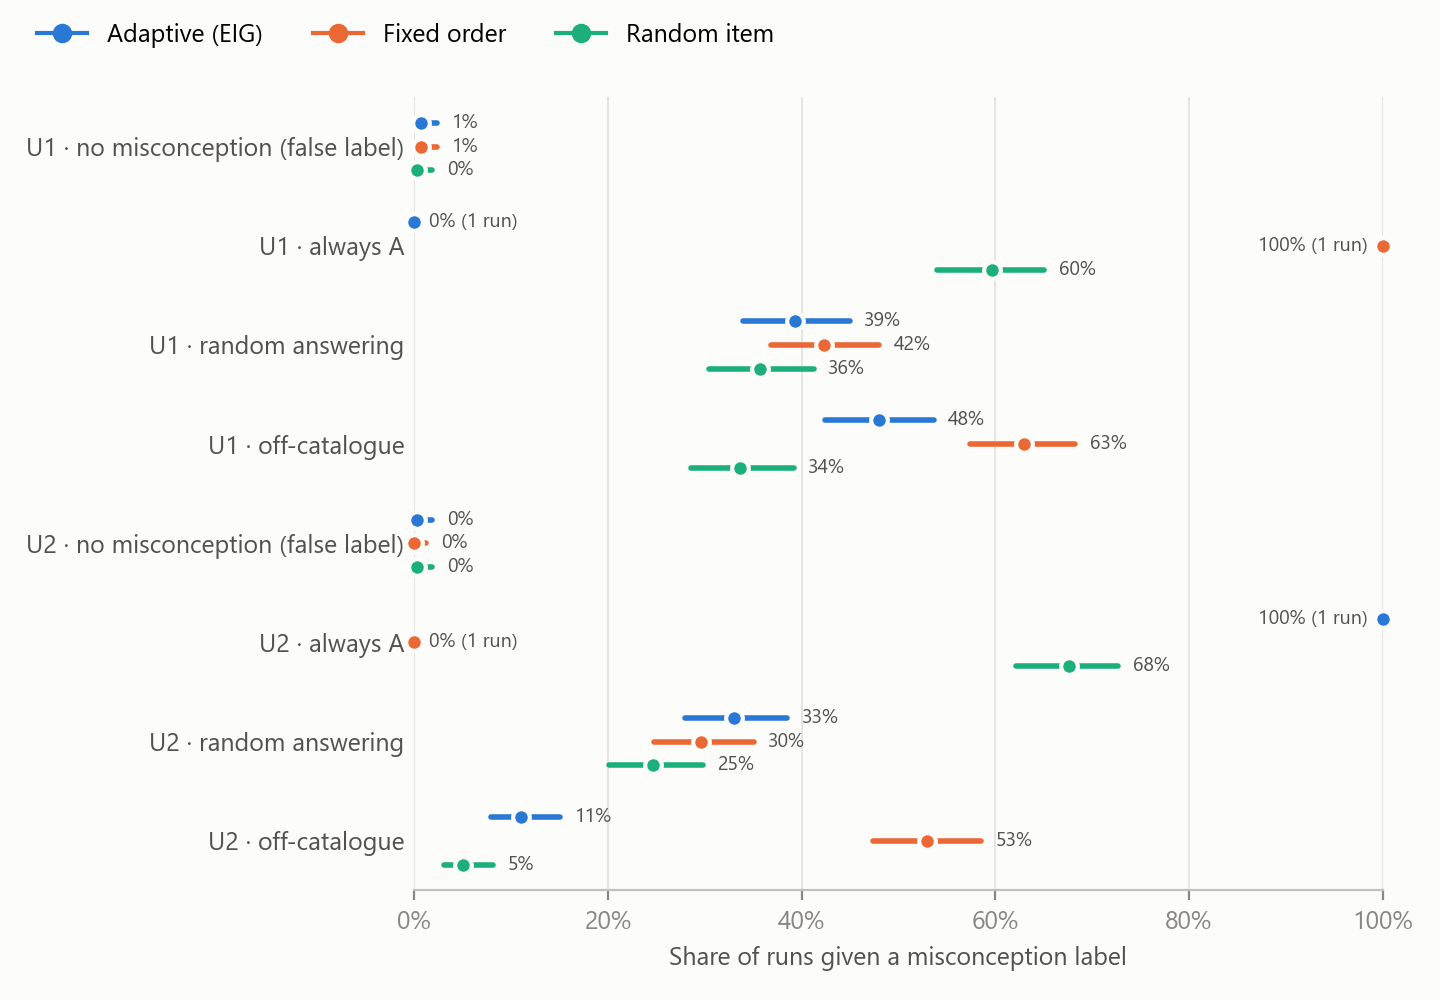 Adaptive (EIG) Fixed order Random item
U1 · no misconception (false label)
1%
1%
0%
U1 · always A
0% (1 run)
100% (1 run)
60%
U1 · random answering
39%
42%
36%
U1 · off-catalogue
48%
63%
34%
U2 · no misconception (false label)
0%
0%
0%
U2 · always A
100% (1 run)
0% (1 run)
68%
U2 · random answering
33%
30%
25%
U2 · off-catalogue
11%
53%
5%
0% 20% 40% 60% 80% 100%
Share of runs given a misconception label